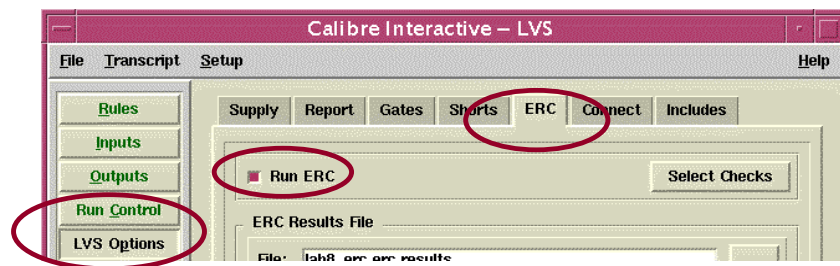 Calibre Interactive – LVS
File Transcript Setup Help
Rules
Inputs
Outputs
Run Control
LVS Options
Supply Report Gates Shorts ERC Connect Includes
Run ERC Select Checks
ERC Results File
File: lab8_erc.erc.results